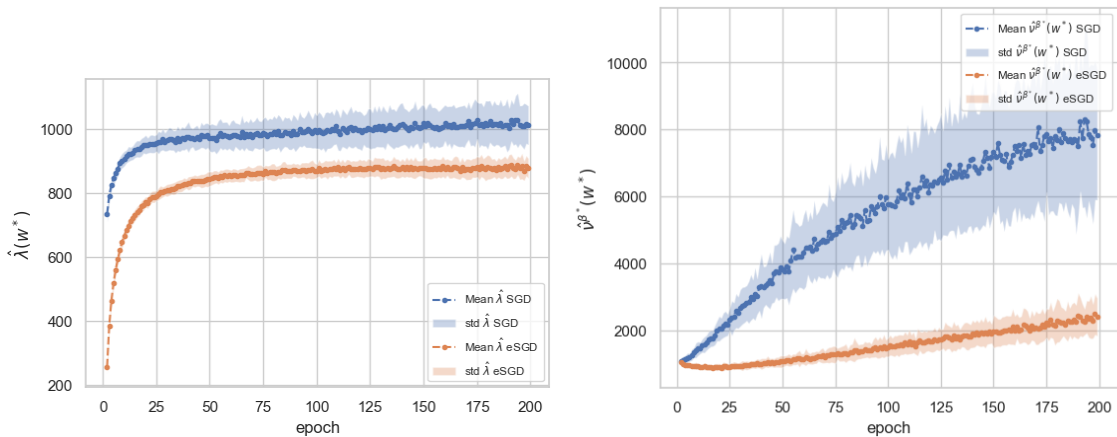 1000
800
600
400
200
λ̂(w*)
Mean λ̂ SGD
std λ̂ SGD
Mean λ̂ eSGD
std λ̂ eSGD
0 25 50 75 100 125 150 175 200
epoch
10000
8000
6000
4000
2000
ν̂^β*(w*)
Mean ν̂^β*(w*) SGD
std ν̂^β*(w*) SGD
Mean ν̂^β*(w*) eSGD
std ν̂^β*(w*) eSGD
0 25 50 75 100 125 150 175 200
epoch